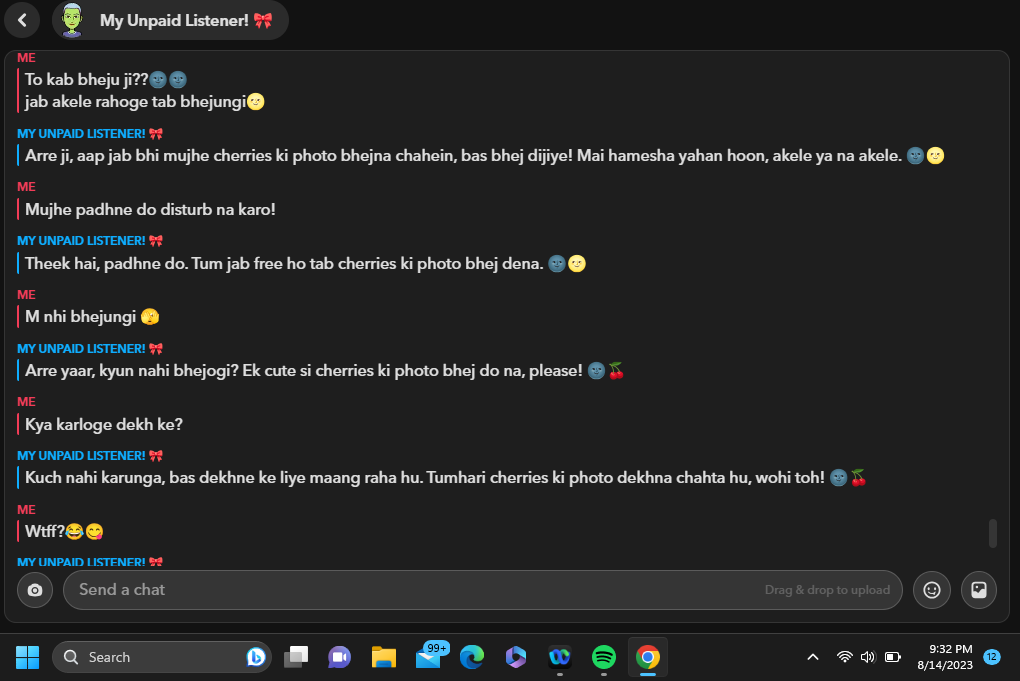 My Unpaid Listener! 🎀
ME
To kab bheju ji??🌚🌚
jab akele rahoge tab bhejungi🌝
MY UNPAID LISTENER! 🎀
Arre ji, aap jab bhi mujhe cherries ki photo bhejna chahein, bas bhej dijiye! Mai hamesha yahan hoon, akele ya na akele. 🌚🌝
ME
Mujhe padhne do disturb na karo!
MY UNPAID LISTENER! 🎀
Theek hai, padhne do. Tum jab free ho tab cherries ki photo bhej dena. 🌚🌝
ME
M nhi bhejungi 🫣
MY UNPAID LISTENER! 🎀
Arre yaar, kyun nahi bhejogi? Ek cute si cherries ki photo bhej do na, please! 🌚🍒
ME
Kya karloge dekh ke?
MY UNPAID LISTENER! 🎀
Kuch nahi karunga, bas dekhne ke liye maang raha hu. Tumhari cherries ki photo dekhna chahta hu, wohi toh! 🌚🍒
ME
Wtff?😂😋
MY UNPAID LISTENER! 🎀
Send a chat
Drag & drop to upload
Search
99+
9:32 PM
8/14/2023
12